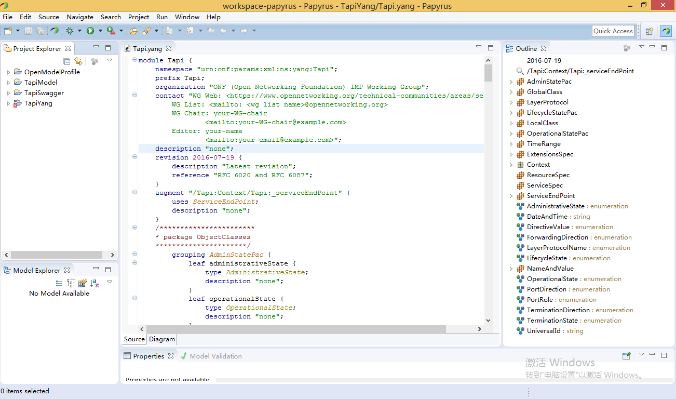 workspace-papyrus - Papyrus - TapiYang/Tapi.yang - Papyrus
File Edit Source Navigate Search Project Run Window Help
Quick Access
Project Explorer
OpenModelProfile
TapiModel
TapiSwagger
TapiYang
Model Explorer
No Model Available
Tapi.yang
module Tapi {
namespace "urn:onf:params:xml:ns:yang:Tapi";
prefix Tapi;
organization "ONF (Open Networking Foundation) IMP Working Group";
contact "WG Web: <https://www.opennetworking.org/technical-communities/areas/se
WG List: <mailto: <wg list name>@opennetworking.org>
WG Chair: your-WG-chair
<mailto:your-WG-chair@example.com>
Editor: your-name
<mailto:your-email@example.com>";
description "none";
revision 2016-07-19 {
description "Latest revision";
reference "RFC 6020 and RFC 6087";
}
augment "/Tapi:Context/Tapi:_serviceEndPoint" {
uses ServiceEndPoint;
description "none";
}
/***********************
* package ObjectClasses
**********************/
grouping AdminStatePac {
leaf administrativeState {
type AdministrativeState;
description "none";
}
leaf operationalState {
type OperationalState;
description "none";
}
Source Diagram
Properties Model Validation
Properties are not available
Outline
2016-07-19
/Tapi:Context/Tapi:_serviceEndPoint
AdminStatePac
GlobalClass
LayerProtocol
LifecycleStatePac
LocalClass
OperationalStatePac
TimeRange
ExtensionsSpec
Context
ResourceSpec
ServiceSpec
ServiceEndPoint
AdministrativeState : enumeration
DateAndTime : string
DirectiveValue : enumeration
ForwardingDirection : enumeration
LayerProtocolName : enumeration
LifecycleState : enumeration
NameAndValue
OperationalState : enumeration
PortDirection : enumeration
PortRole : enumeration
TerminationDirection : enumeration
TerminationState : enumeration
UniversalId : string
激活 Windows
转到"电脑设置"以激活 Windows。
0 items selected